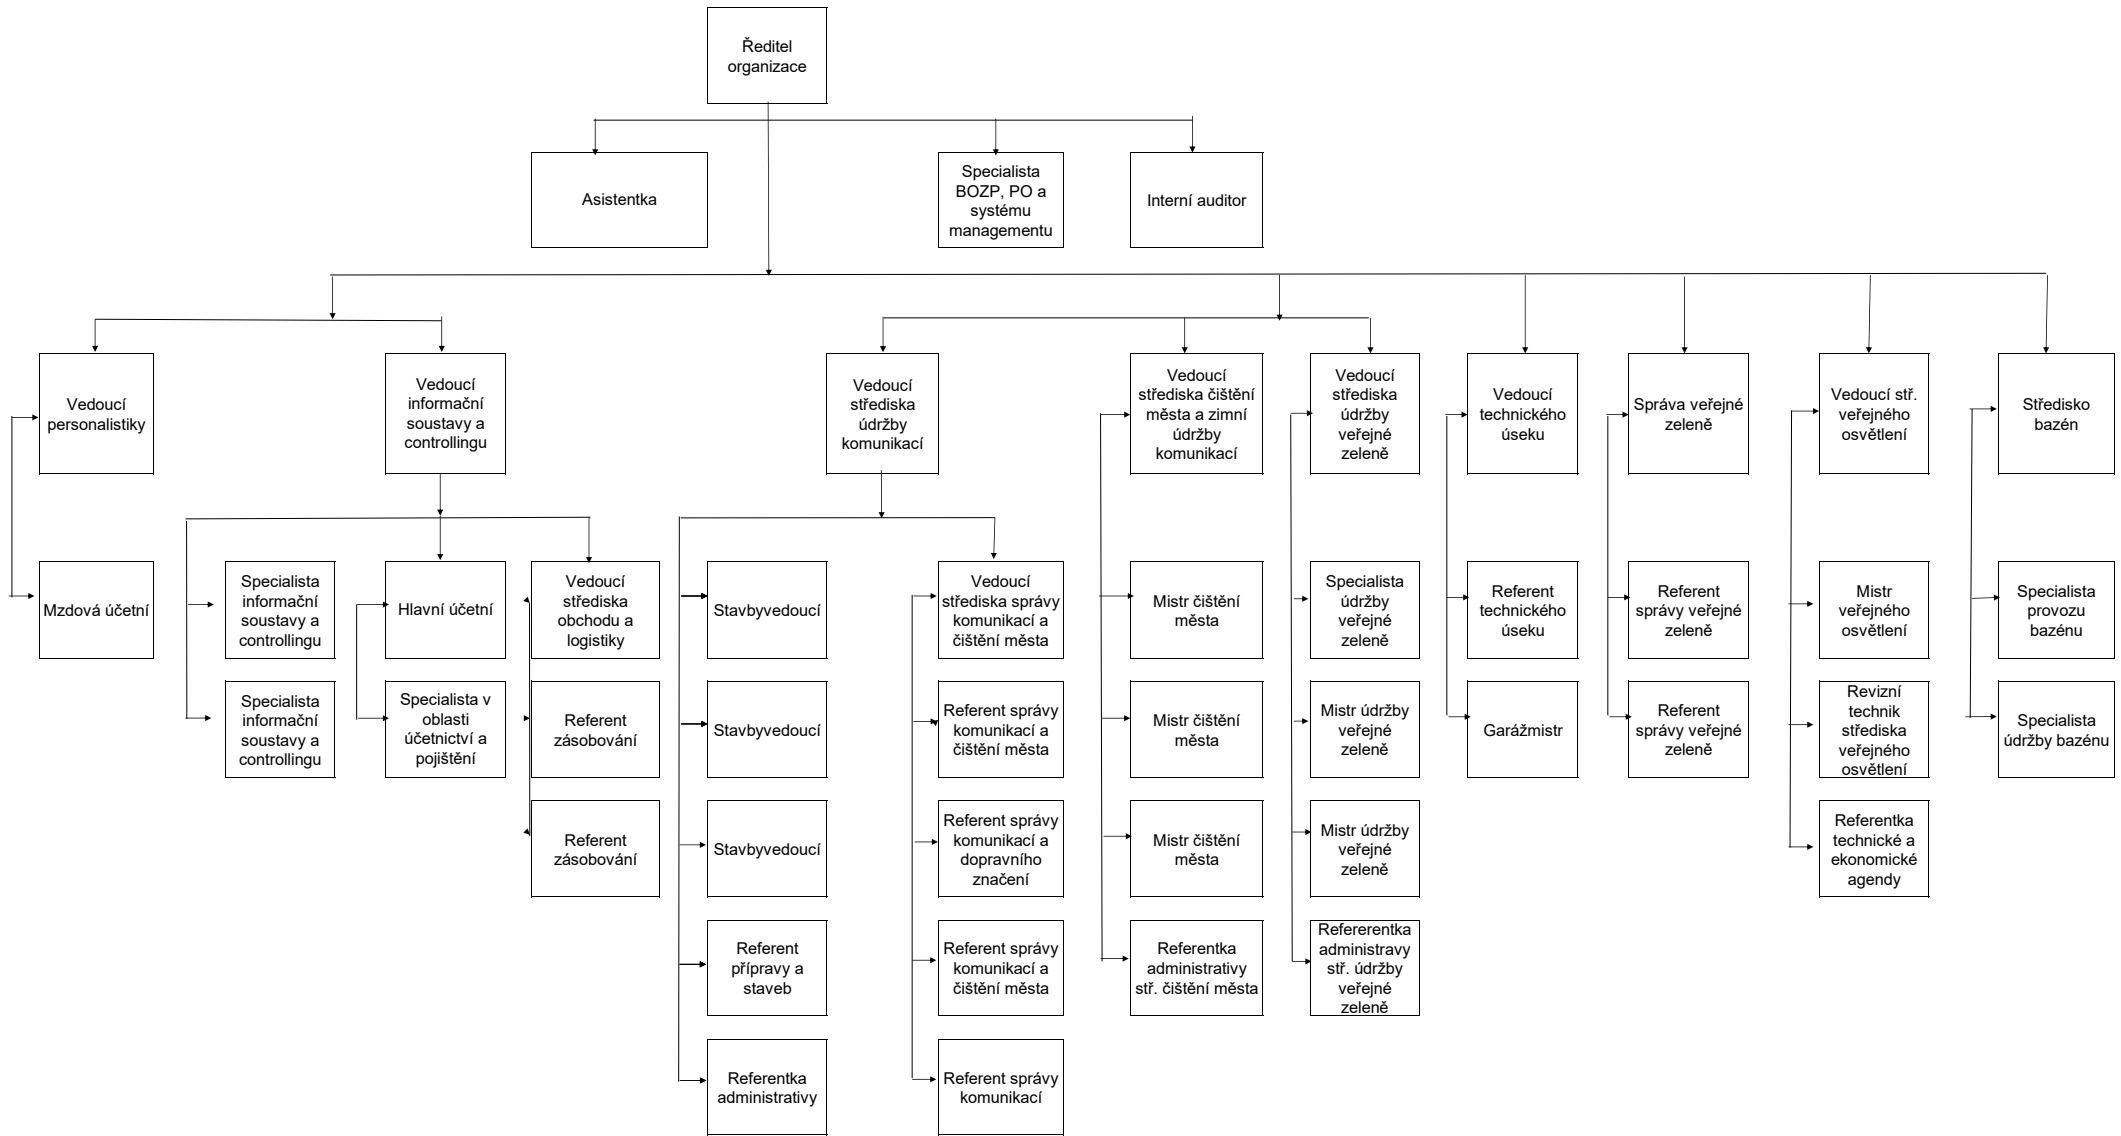 Ředitel
organizace
Asistentka
Specialista
BOZP, PO a
systému
managementu
Interní auditor
Vedoucí
personalistiky
Vedoucí
informační
soustavy a
controllingu
Vedoucí
střediska
údržby
komunikací
Vedoucí
střediska čištění
města a zimní
údržby
komunikací
Vedoucí
střediska
údržby
veřejné
zeleně
Vedoucí
technického
úseku
Správa veřejné
zeleně
Vedoucí stř.
veřejného
osvětlení
Středisko
bazén
Mzdová účetní
Specialista
informační
soustavy a
controllingu
Hlavní účetní
Vedoucí
střediska
obchodu a
logistiky
Stavbyvedoucí
Vedoucí
střediska správy
komunikací a
čištění města
Mistr čištění
města
Specialista
údržby
veřejné
zeleně
Referent
technického
úseku
Referent
správy veřejné
zeleně
Mistr
veřejného
osvětlení
Specialista
provozu
bazénu
Specialista
informační
soustavy a
controllingu
Specialista v
oblasti
účetnictví a
pojištění
Referent
zásobování
Stavbyvedoucí
Referent správy
komunikací a
čištění města
Mistr čištění
města
Mistr údržby
veřejné
zeleně
Garážmistr
Referent
správy veřejné
zeleně
Revizní
technik
střediska
veřejného
osvětlení
Specialista
údržby bazénu
Referent
zásobování
Stavbyvedoucí
Referent správy
komunikací a
dopravního
značení
Mistr čištění
města
Mistr údržby
veřejné
zeleně
Referentka
technické a
ekonomické
agendy
Referent
přípravy a
staveb
Referent správy
komunikací a
čištění města
Referentka
administrativy
stř. čištění města
Refererentka
administravy
stř. údržby
veřejné
zeleně
Referentka
administrativy
Referent správy
komunikací